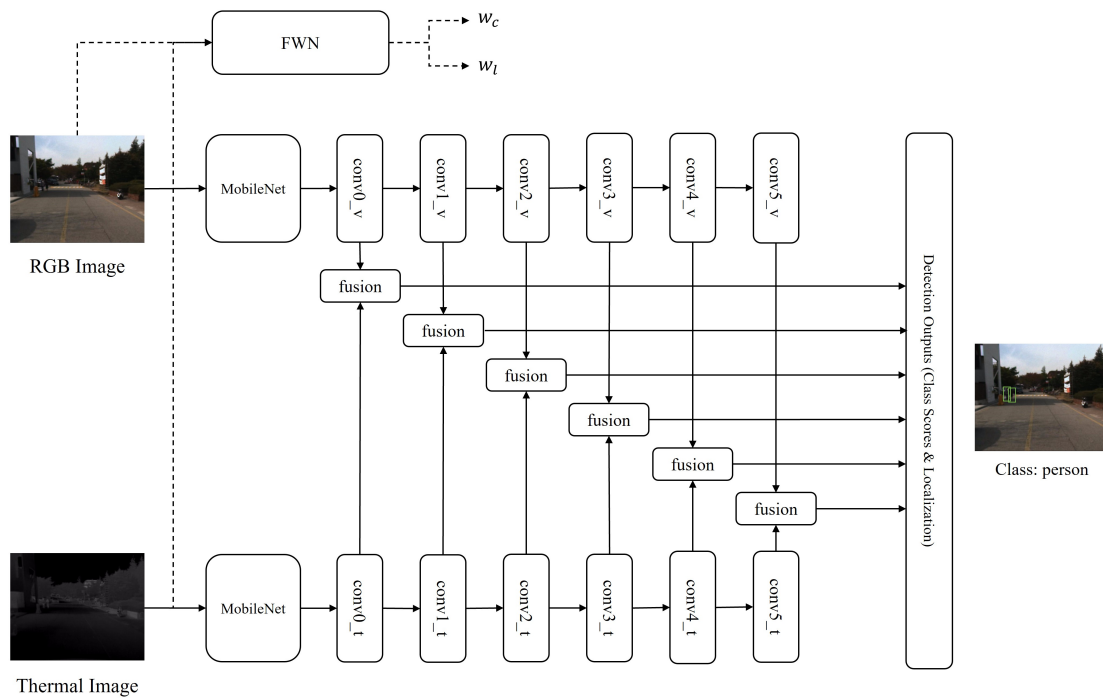 FWN
w_c
w_l
RGB Image
MobileNet
conv0_v
conv1_v
conv2_v
conv3_v
conv4_v
conv5_v
fusion
fusion
fusion
fusion
fusion
fusion
Detection Outputs (Class Scores & Localization)
Class: person
Thermal Image
MobileNet
conv0_t
conv1_t
conv2_t
conv3_t
conv4_t
conv5_t